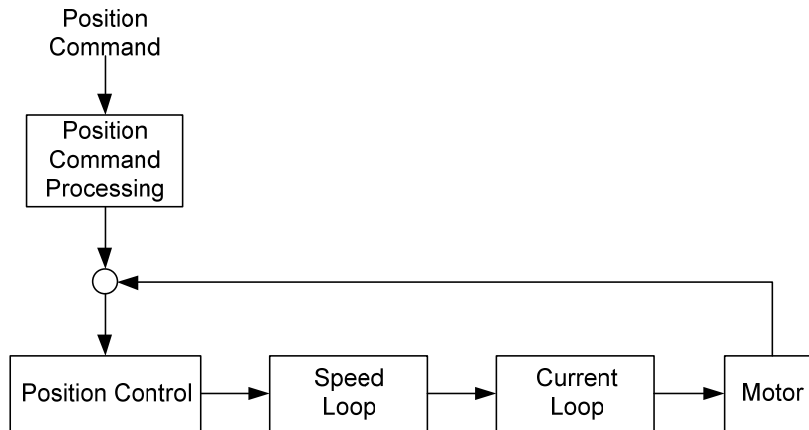 Position
Command
Position
Command
Processing
Position Control
Speed
Loop
Current
Loop
Motor